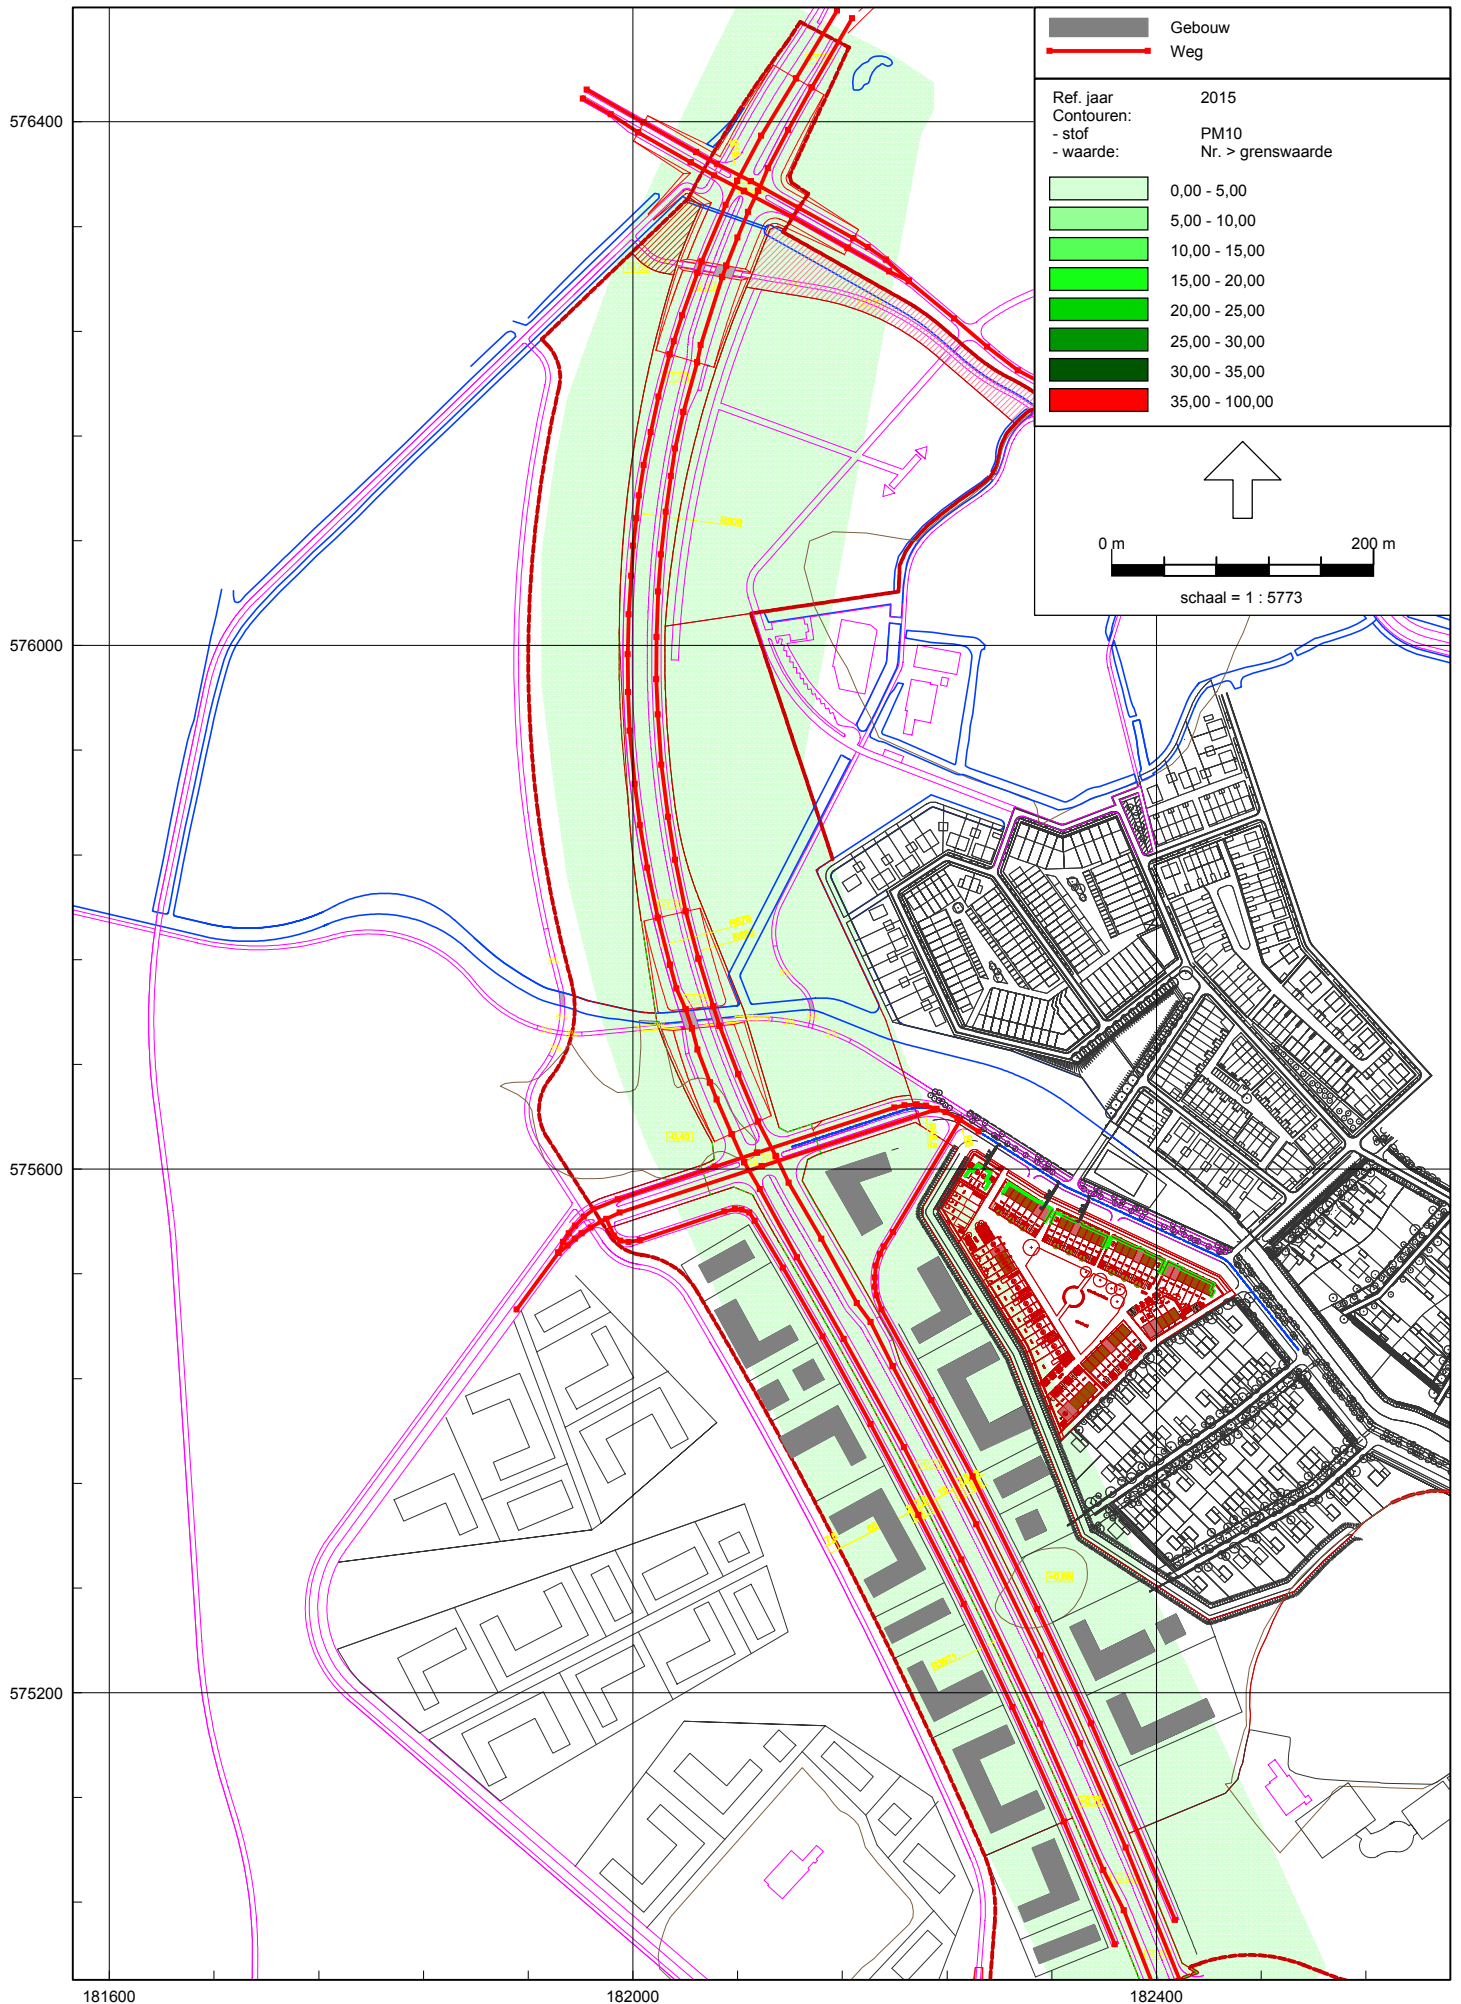 Gebouw
Weg
Ref. jaar 2015
Contouren:
- stof PM10
- waarde: Nr. > grenswaarde
0,00 - 5,00
5,00 - 10,00
10,00 - 15,00
15,00 - 20,00
20,00 - 25,00
25,00 - 30,00
30,00 - 35,00
35,00 - 100,00
0 m 200 m
schaal = 1 : 5773
576400
576000
575600
575200
181600 182000 182400